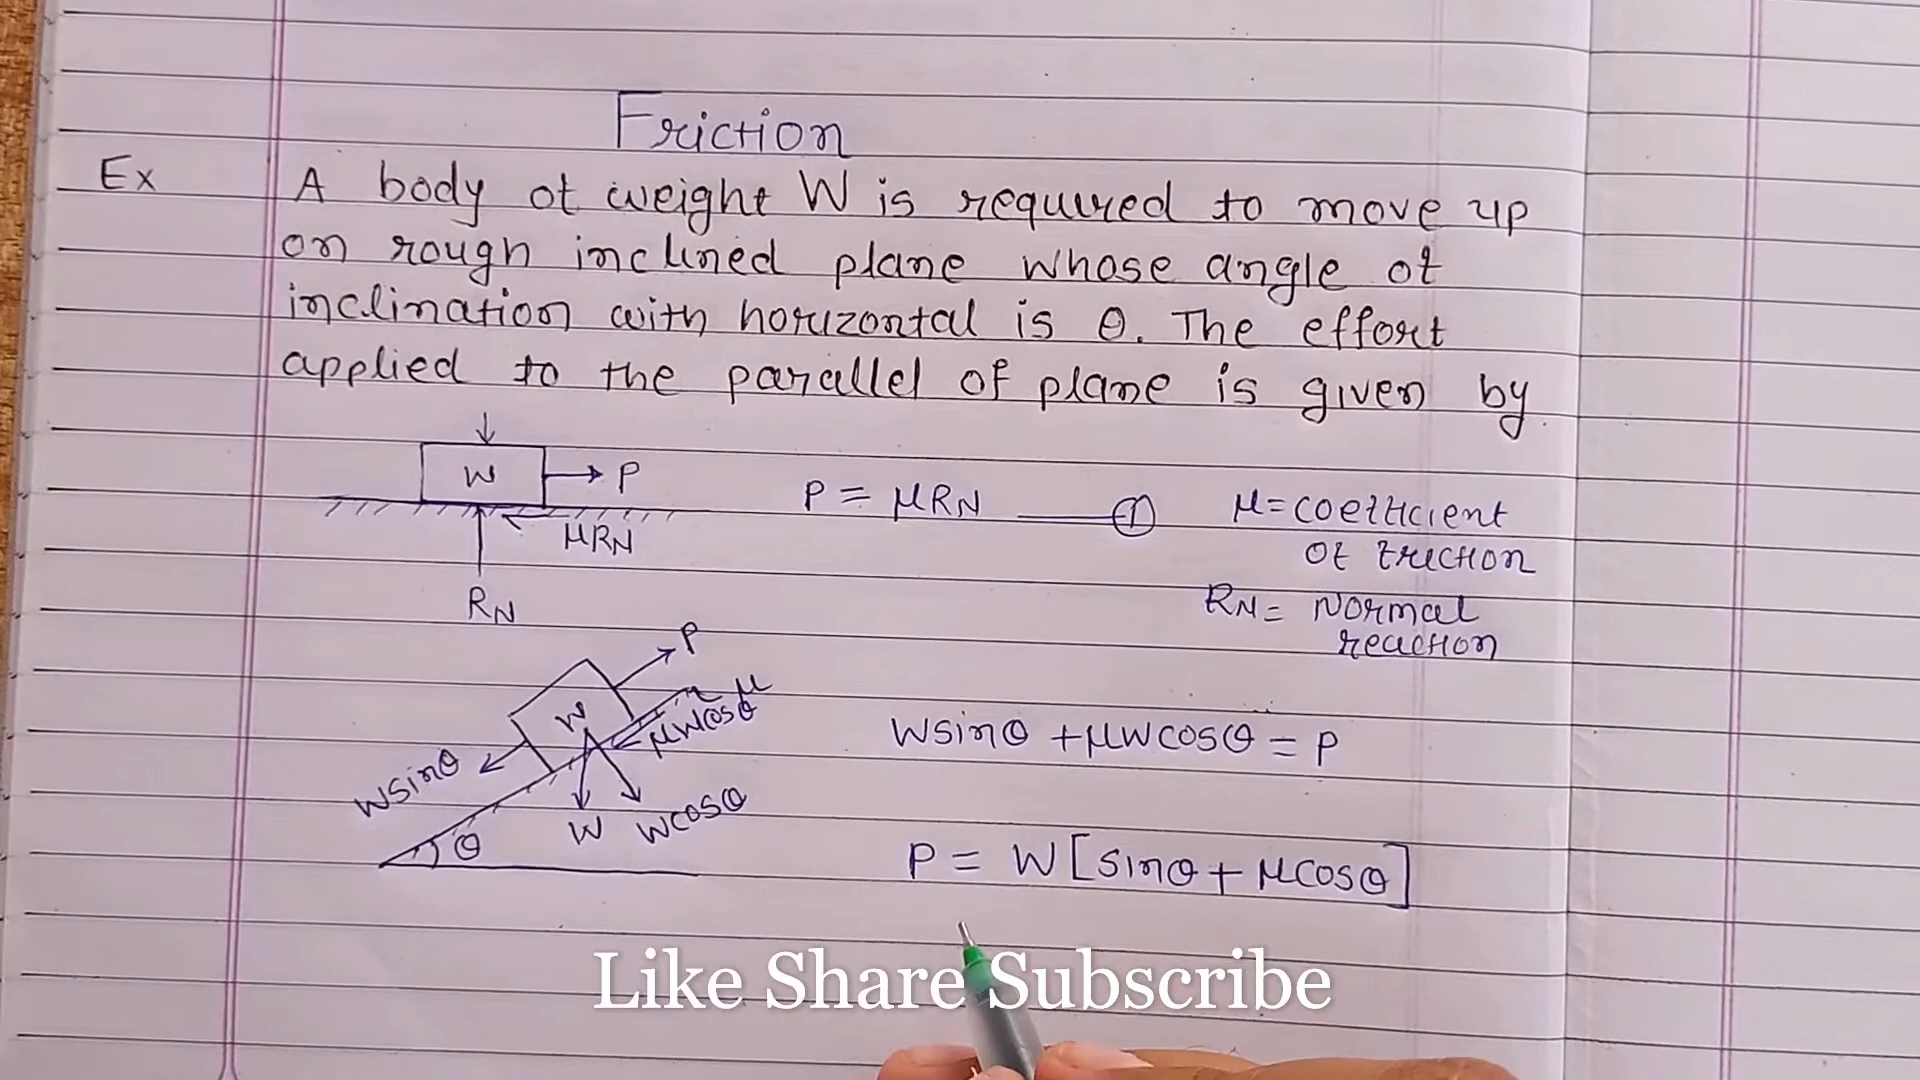 Friction
Ex A body of weight W is required to move up
on rough inclined plane whose angle of
inclination with horizontal is θ. The effort
applied to the parallel of plane is given by
W P
P = μRN ① μ = coefficient
of friction
μRN
RN
RN = Normal
reaction
P
μ
W
μWcosθ
Wsinθ
Wsinθ + μWcosθ = P
W Wcosθ
θ
P = W[sinθ + μcosθ]
Like Share Subscribe